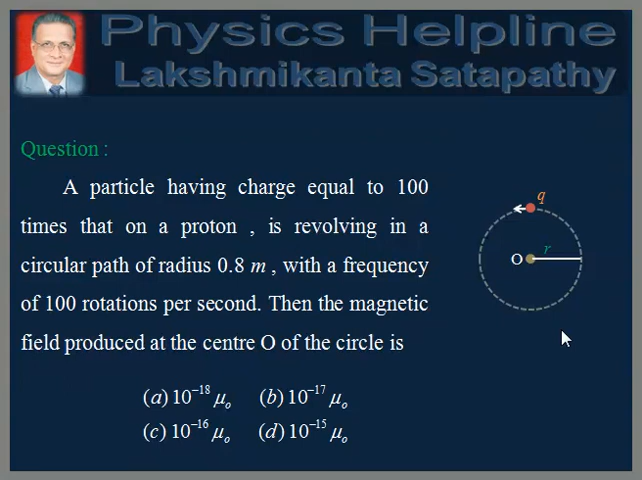 Physics Helpline
Lakshmikanta Satapathy
Question :
A particle having charge equal to 100
times that on a proton , is revolving in a
circular path of radius 0.8 m , with a frequency
of 100 rotations per second. Then the magnetic
field produced at the centre O of the circle is
(a) 10⁻¹⁸ μₒ (b) 10⁻¹⁷ μₒ
(c) 10⁻¹⁶ μₒ (d) 10⁻¹⁵ μₒ
q
O r